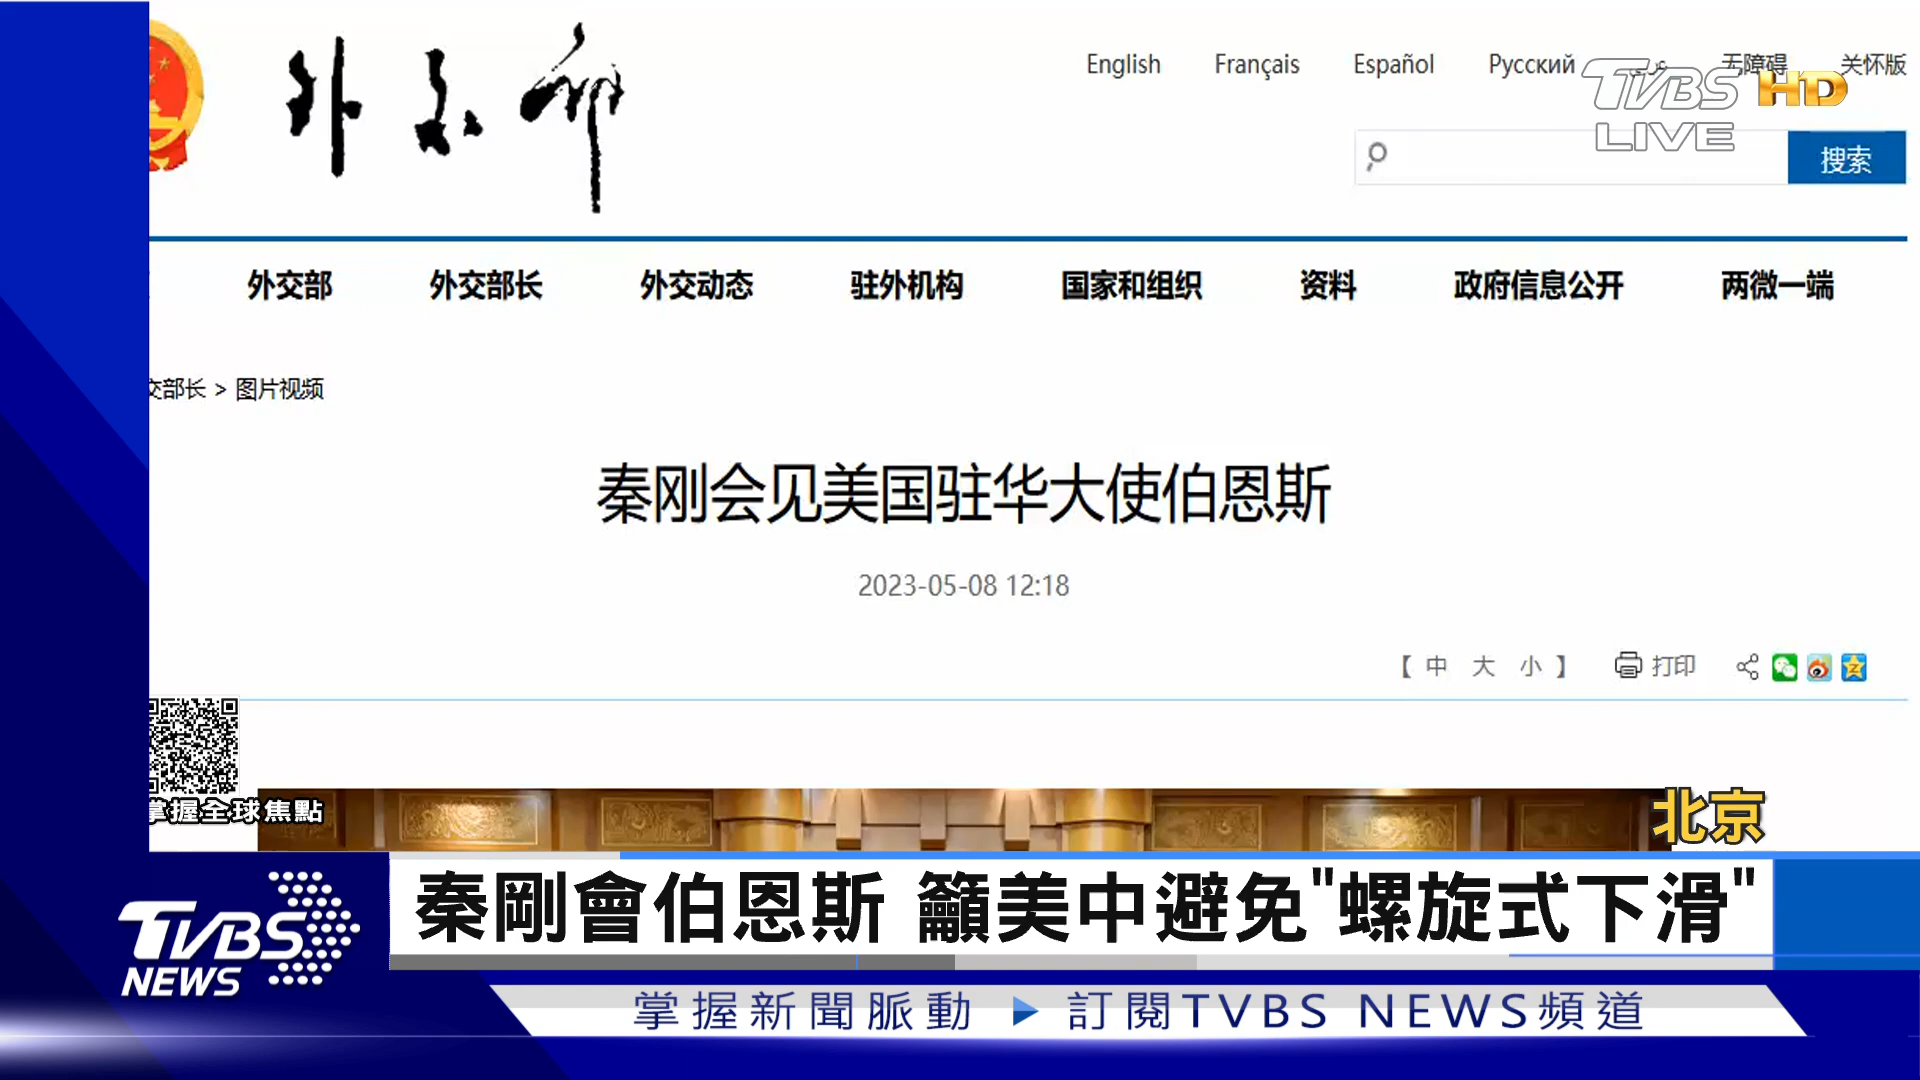 外交部
English Français Español Русский عربي 无障碍 关怀版
TVBS HD
LIVE
搜索
外交部 外交部长 外交动态 驻外机构 国家和组织 资料 政府信息公开 两微一端
交部长 > 图片视频
秦刚会见美国驻华大使伯恩斯
2023-05-08 12:18
【 中 大 小 】 打印
掌握全球焦點
北京
秦剛會伯恩斯 籲美中避免"螺旋式下滑"
TVBS
NEWS
掌握新聞脈動 ▶ 訂閱TVBS NEWS頻道